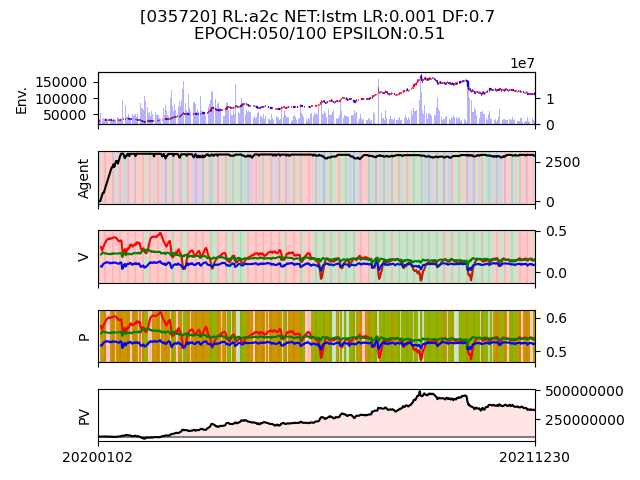 [035720] RL:a2c NET:lstm LR:0.001 DF:0.7
EPOCH:050/100 EPSILON:0.51
1e7
Env.
150000
100000
50000
1
0
Agent
2500
0
V
0.5
0.0
P
0.6
0.5
PV
500000000
250000000
20200102
20211230